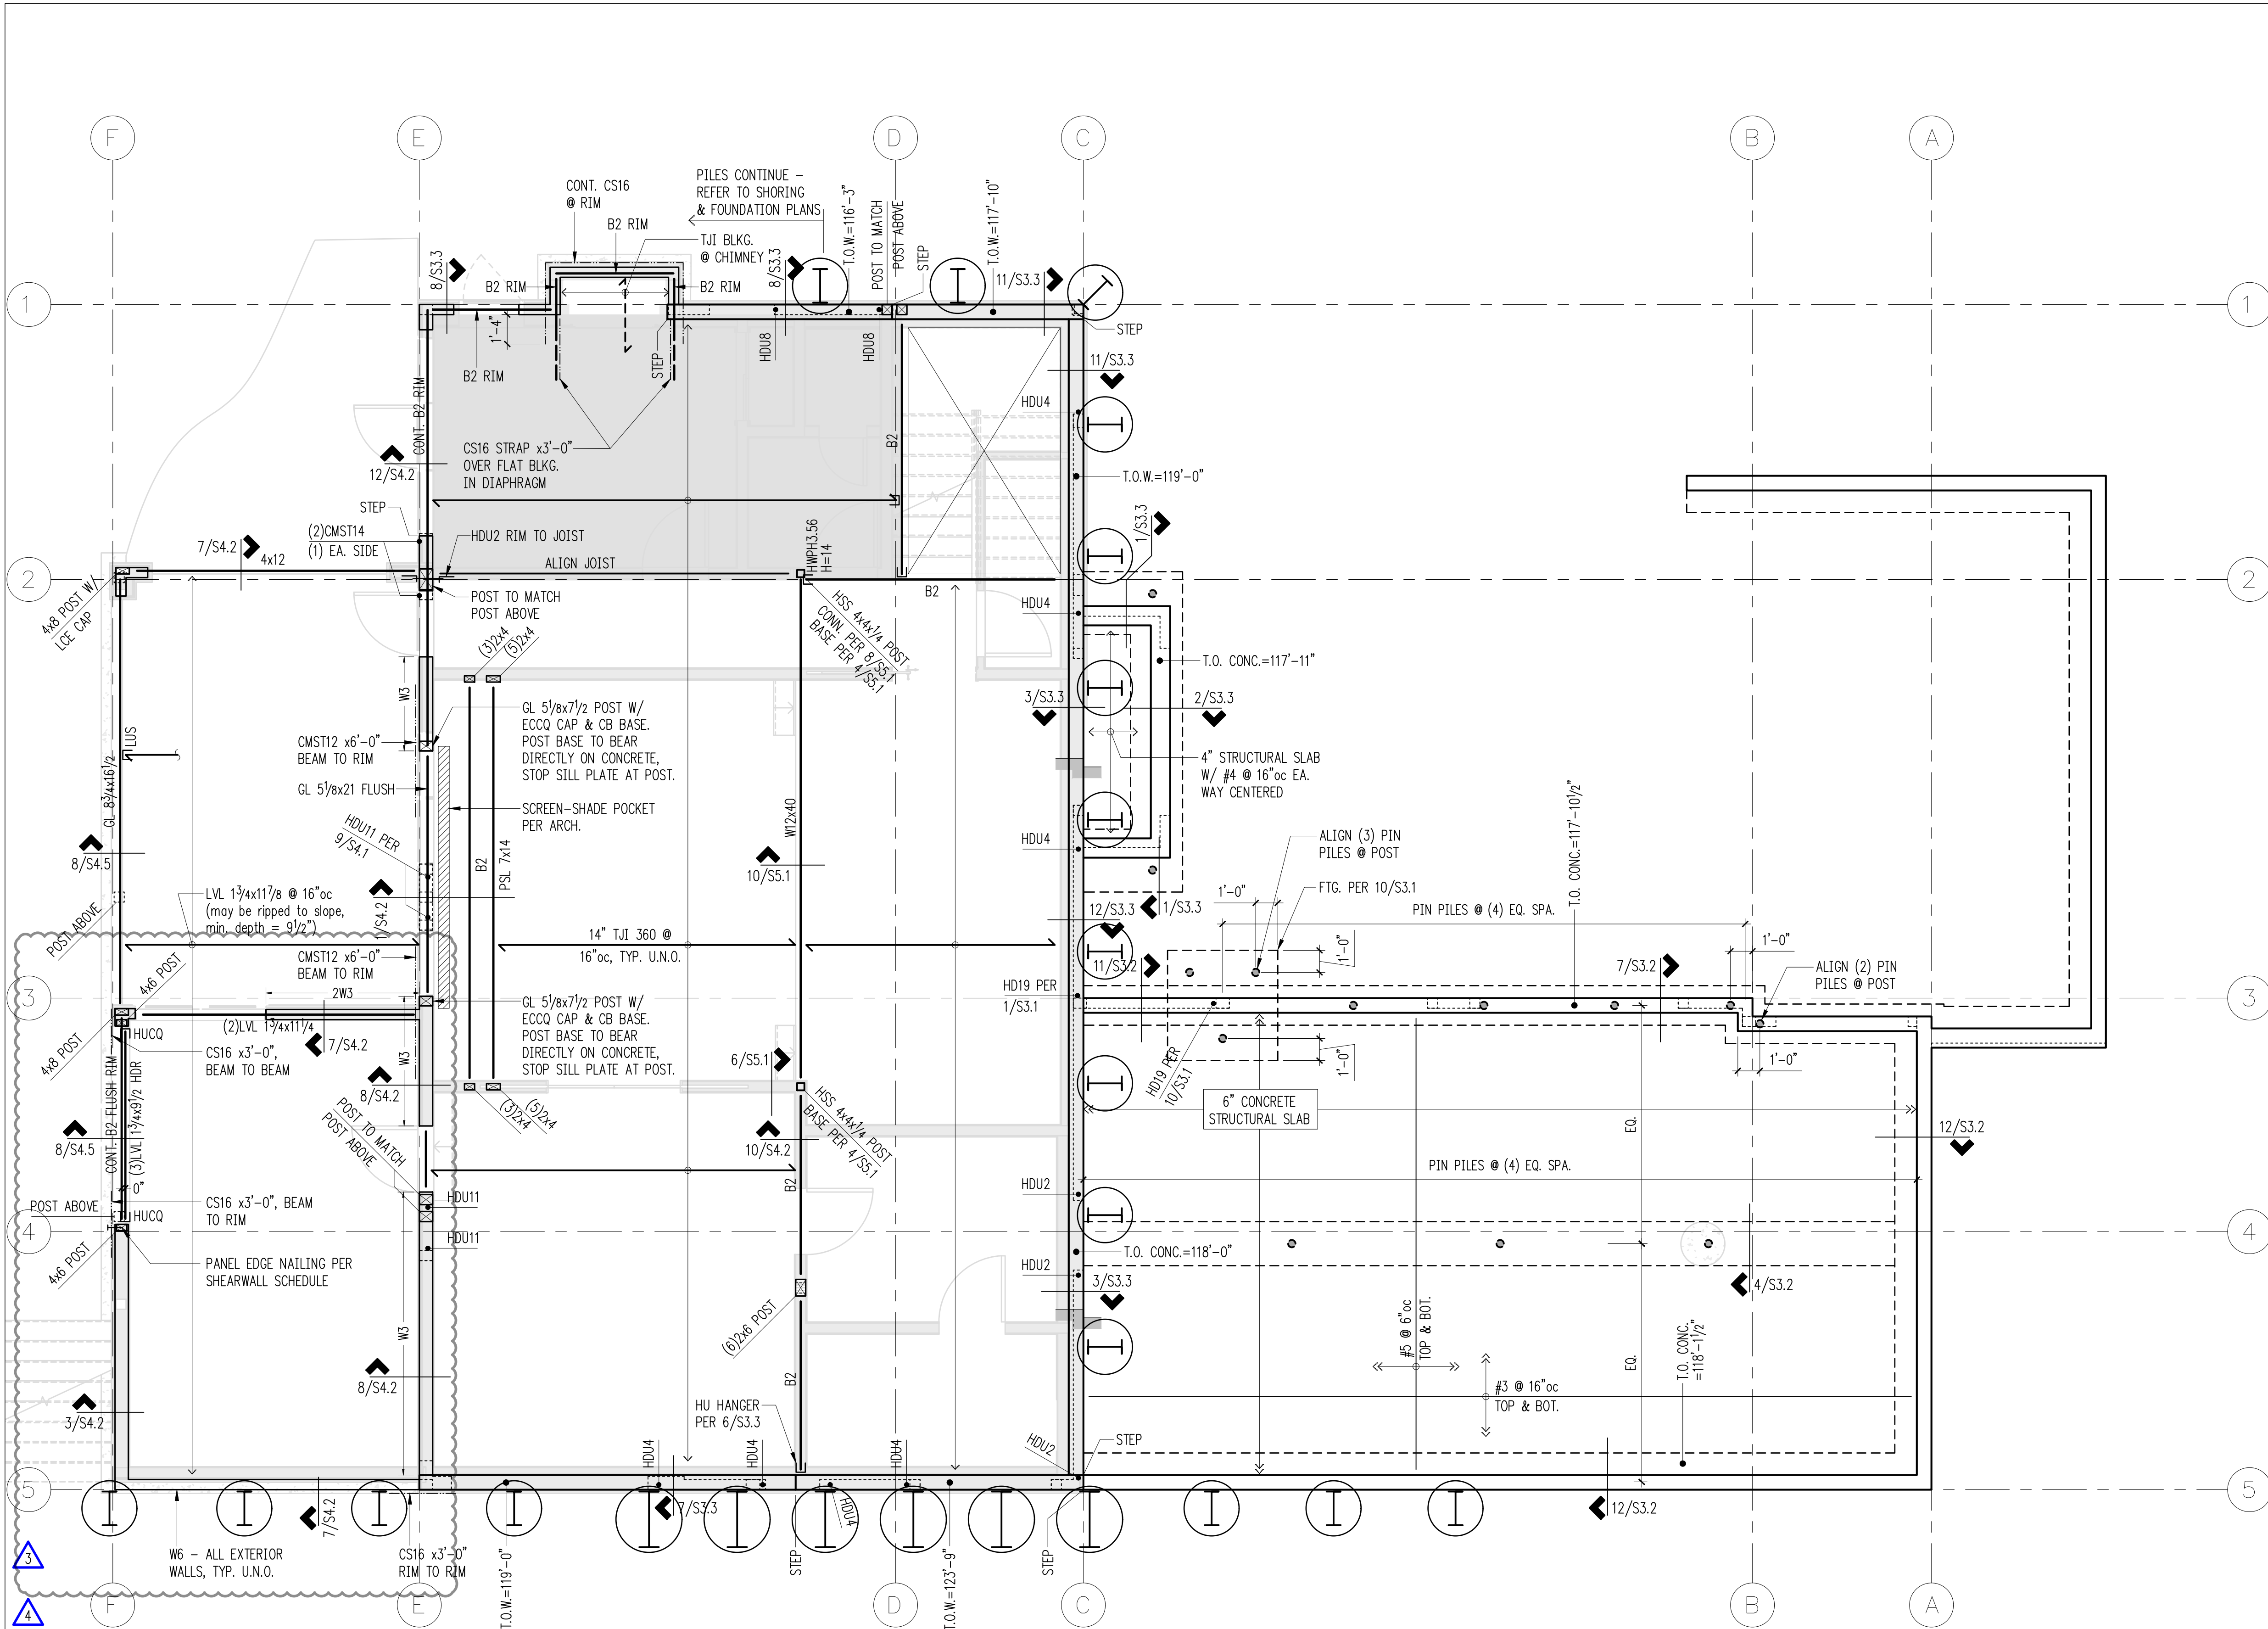 F
E
D
C
B
A
CONT. CS16
@ RIM
B2 RIM
PILES CONTINUE –
REFER TO SHORING
& FOUNDATION PLANS
TJI BLKG.
@ CHIMNEY
8/S3.3
B2 RIM
B2 RIM
8/S3.3
T.O.W.=116'-3"
POST TO MATCH
POST ABOVE
STEP
T.O.W.=117'-10"
11/S3.3
1
1
STEP
1'-4"
B2 RIM
STEP
HDU8
HDU8
11/S3.3
CONT. B2 RIM
HDU4
B2
CS16 STRAP x3'-0"
OVER FLAT BLKG.
IN DIAPHRAGM
12/S4.2
T.O.W.=119'-0"
STEP
(2)CMST14
(1) EA. SIDE
HDU2 RIM TO JOIST
1/S3.3
7/S4.2
4x12
ALIGN JOIST
HWPH3.56
H=14
2
2
4x8 POST W/
LCE CAP
POST TO MATCH
POST ABOVE
B2
HDU4
HSS 4x4x1/4 POST
CONN. PER 8/S5.1
BASE PER 4/S5.1
(3)2x4
(5)2x4
T.O. CONC.=117'-11"
W3
3/S3.3
2/S3.3
GL 5 1/8x7 1/2 POST W/
ECCQ CAP & CB BASE.
POST BASE TO BEAR
DIRECTLY ON CONCRETE,
STOP SILL PLATE AT POST.
LUS
CMST12 x6'-0"
BEAM TO RIM
GL 8 3/4x16 1/2
GL 5 1/8x21 FLUSH
4" STRUCTURAL SLAB
W/ #4 @ 16"oc EA.
WAY CENTERED
SCREEN-SHADE POCKET
PER ARCH.
W12x40
HDU11 PER
9/S4.1
HDU4
8/S4.5
B2
PSL 7x14
10/S5.1
ALIGN (3) PIN
PILES @ POST
T.O. CONC.=117'-10 1/2"
LVL 1 3/4x11 7/8 @ 16"oc
(may be ripped to slope,
min. depth = 9 1/2")
1/S4.2
FTG. PER 10/S3.1
1'-0"
12/S3.3
1/S3.3
PIN PILES @ (4) EQ. SPA.
POST ABOVE
14" TJI 360 @
16"oc, TYP. U.N.O.
1'-0"
1'-0"
CMST12 x6'-0"
BEAM TO RIM
11/S3.2
7/S3.2
ALIGN (2) PIN
PILES @ POST
4x6 POST
2W3
HD19 PER
1/S3.1
3
3
GL 5 1/8x7 1/2 POST W/
ECCQ CAP & CB BASE.
POST BASE TO BEAR
DIRECTLY ON CONCRETE,
STOP SILL PLATE AT POST.
(2)LVL 1 3/4x11 1/4
HUCQ
4x8 POST
7/S4.2
CS16 x3'-0",
BEAM TO BEAM
W3
6/S5.1
1'-0"
1'-0"
HD19 PER
10/S3.1
8/S4.2
6" CONCRETE
STRUCTURAL SLAB
(3)2x4
(5)2x4
HSS 4x4x1/4 POST
BASE PER 4/S5.1
POST TO MATCH
POST ABOVE
EQ.
12/S3.2
8/S4.5
CONT. B2 FLUSH RIM
(3)LVL 1 3/4x9 1/2 HDR
10/S4.2
PIN PILES @ (4) EQ. SPA.
0"
B2
HDU2
POST ABOVE
CS16 x3'-0", BEAM
TO RIM
HUCQ
HDU11
4
4
4x6 POST
HDU11
T.O. CONC.=118'-0"
PANEL EDGE NAILING PER
SHEARWALL SCHEDULE
HDU2
3/S3.3
4/S3.2
W3
(6)2x6 POST
#5 @ 6"oc
TOP & BOT.
T.O. CONC.
=118'-1 1/2"
EQ.
8/S4.2
B2
#3 @ 16"oc
TOP & BOT.
3/S4.2
HU HANGER
PER 6/S3.3
HDU4
HDU4
HDU4
HDU2
STEP
5
5
7/S4.2
7/S3.3
HDU4
12/S3.2
3
W6 – ALL EXTERIOR
WALLS, TYP. U.N.O.
CS16 x3'-0"
RIM TO RIM
T.O.W.=119'-0"
STEP
T.O.W.=123'-9"
STEP
4
F
E
D
C
B
A